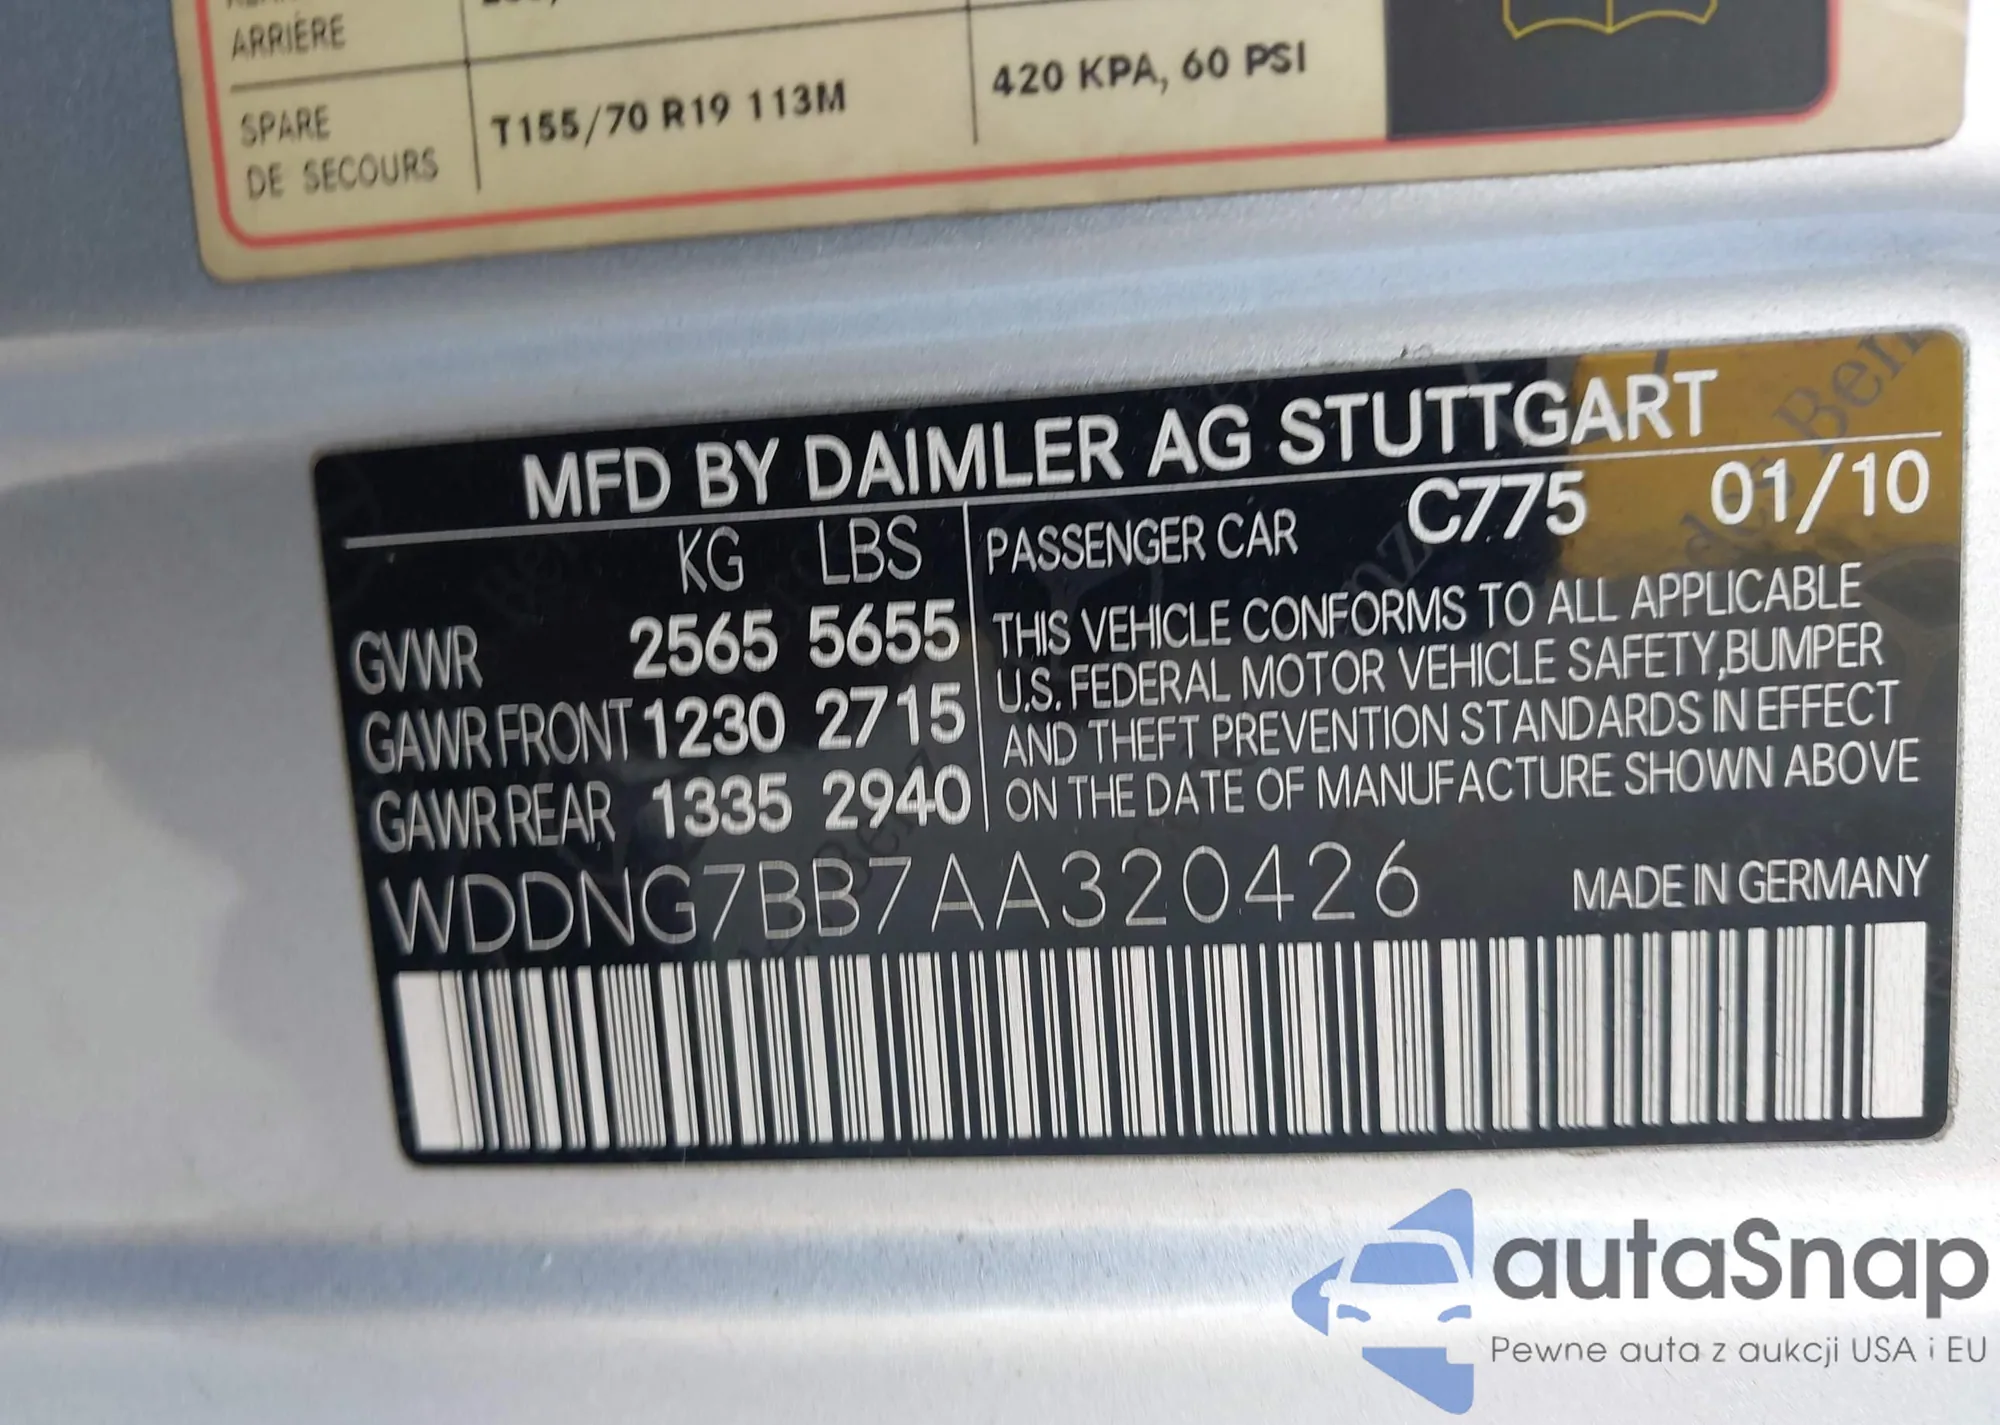 ARRIÈRE
SPARE
DE SECOURS
T155/70 R19 113M
420 KPA, 60 PSI
MFD BY DAIMLER AG STUTTGART
KG LBS
PASSENGER CAR C775 01/10
GVWR 2565 5655
GAWR FRONT 1230 2715
GAWR REAR 1335 2940
THIS VEHICLE CONFORMS TO ALL APPLICABLE
U.S. FEDERAL MOTOR VEHICLE SAFETY,BUMPER
AND THEFT PREVENTION STANDARDS IN EFFECT
ON THE DATE OF MANUFACTURE SHOWN ABOVE
WDDNG7BB7AA320426
MADE IN GERMANY
autaSnap
Pewne auta z aukcji USA i EU